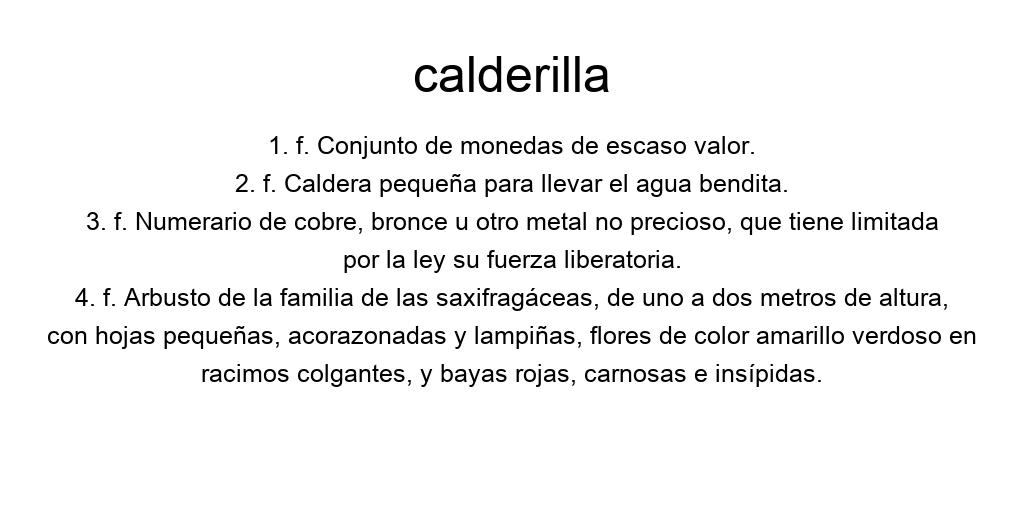 calderilla
1. f. Conjunto de monedas de escaso valor.
2. f. Caldera pequeña para llevar el agua bendita.
3. f. Numerario de cobre, bronce u otro metal no precioso, que tiene limitada
por la ley su fuerza liberatoria.
4. f. Arbusto de la familia de las saxifragáceas, de uno a dos metros de altura,
con hojas pequeñas, acorazonadas y lampiñas, flores de color amarillo verdoso en
racimos colgantes, y bayas rojas, carnosas e insípidas.